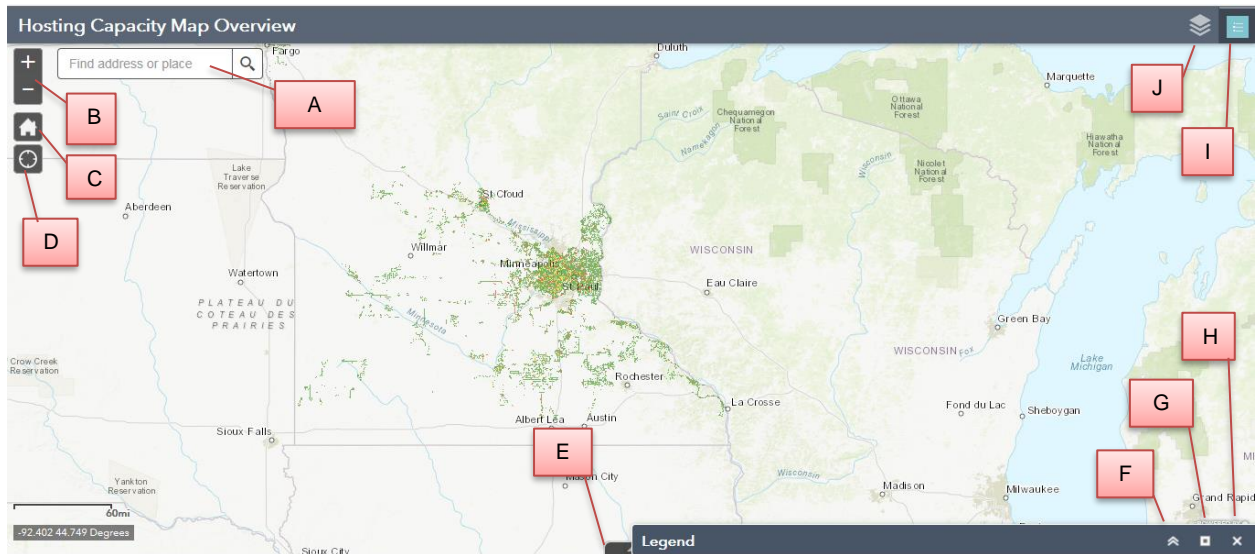 Hosting Capacity Map Overview
Fargo
Duluth
+
Find address or place
−
A
B
C
D
J
I
Marquette
Ottawa
National
Forest
Chequamegon
National
Forest
Saint Croix
Namekagon
Wisconsin
Nicolet
National
Forest
Hiawatha
National
Forest
Lake
Traverse
Reservation
Aberdeen
St Cloud
Mississippi
Willmar
Minneapolis
St Paul
WISCONSIN
Watertown
Eau Claire
PLATEAU DU
COTEAU DES
PRAIRIES
Minnesota
Green Bay
Crow Creek
Reservation
WISCONSIN
Fox
Lake
Michigan
H
Rochester
La Crosse
G
Fond du Lac
Sheboygan
Albert Lea
Austin
Sioux Falls
E
F
Yankton
Reservation
Mason City
Wisconsin
Madison
Milwaukee
Grand Rapid
MI
60mi
-92.402 44.749 Degrees
Sioux City
Legend